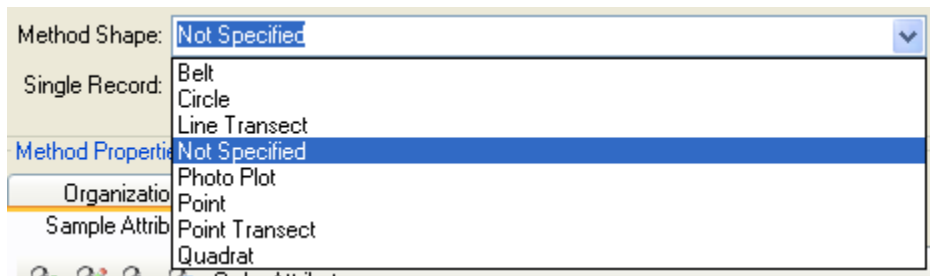 Method Shape: Not Specified
Single Record:
Belt
Circle
Line Transect
Not Specified
Photo Plot
Point
Point Transect
Quadrat
Method Properti
Organizatio
Sample Attrib